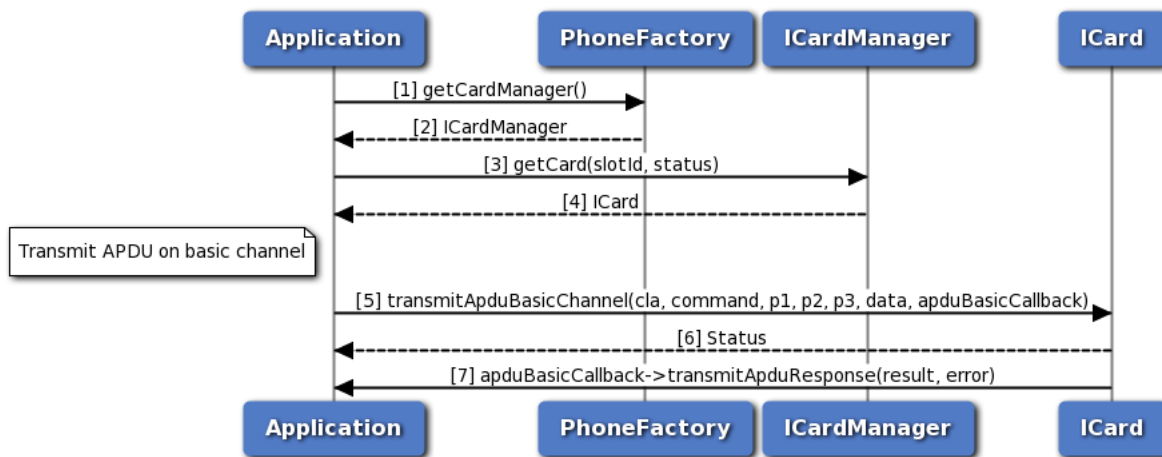 Application
PhoneFactory
ICardManager
ICard
[1] getCardManager()
[2] ICardManager
[3] getCard(slotId, status)
[4] ICard
Transmit APDU on basic channel
[5] transmitApduBasicChannel(cla, command, p1, p2, p3, data, apduBasicCallback)
[6] Status
[7] apduBasicCallback->transmitApduResponse(result, error)
Application
PhoneFactory
ICardManager
ICard